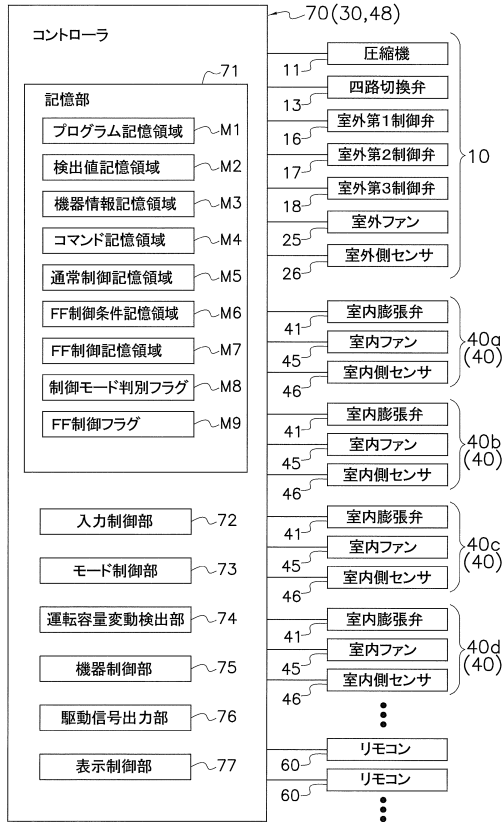 70(30,48)
コントローラ
71
記憶部
プログラム記憶領域 M1
検出値記憶領域 M2
機器情報記憶領域 M3
コマンド記憶領域 M4
通常制御記憶領域 M5
FF制御条件記憶領域 M6
FF制御記憶領域 M7
制御モード判別フラグ M8
FF制御フラグ M9
入力制御部 72
モード制御部 73
運転容量変動検出部 74
機器制御部 75
駆動信号出力部 76
表示制御部 77
11 圧縮機
13 四路切換弁
16 室外第1制御弁
17 室外第2制御弁
18 室外第3制御弁
25 室外ファン
26 室外側センサ
10
41 室内膨張弁
45 室内ファン
46 室内側センサ
40a
(40)
41 室内膨張弁
45 室内ファン
46 室内側センサ
40b
(40)
41 室内膨張弁
45 室内ファン
46 室内側センサ
40c
(40)
41 室内膨張弁
45 室内ファン
46 室内側センサ
40d
(40)
60 リモコン
60 リモコン